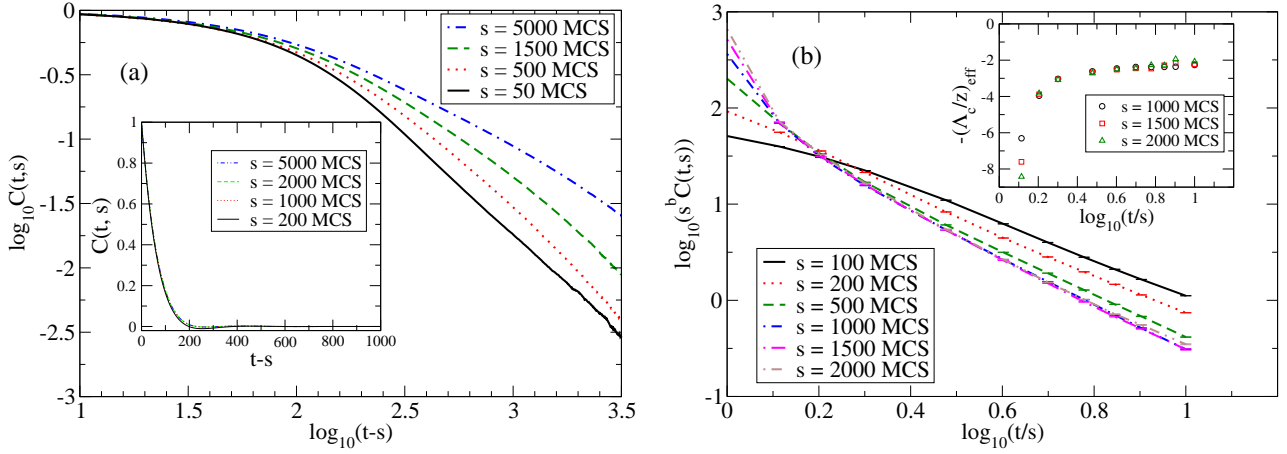 (a)
s = 5000 MCS
s = 1500 MCS
s = 500 MCS
s = 50 MCS
0.0
-0.5
-1.0
-1.5
-2.0
-2.5
-3
log10C(t,s)
1 1.5 2 2.5 3 3.5
log10(t-s)
s = 5000 MCS
s = 2000 MCS
s = 1000 MCS
s = 200 MCS
1
0.8
0.6
0.4
0.2
0
C(t, s)
0 200 400 600 800 1000
t-s
(b)
3
2
1
0
-1
log10(s^b C(t,s))
0 0.2 0.4 0.6 0.8 1
log10(t/s)
s = 100 MCS
s = 200 MCS
s = 500 MCS
s = 1000 MCS
s = 1500 MCS
s = 2000 MCS
0
-2
-4
-6
-8
-((Λc/z)eff
s = 1000 MCS
s = 1500 MCS
s = 2000 MCS
0 0.2 0.4 0.6 0.8 1
log10(t/s)